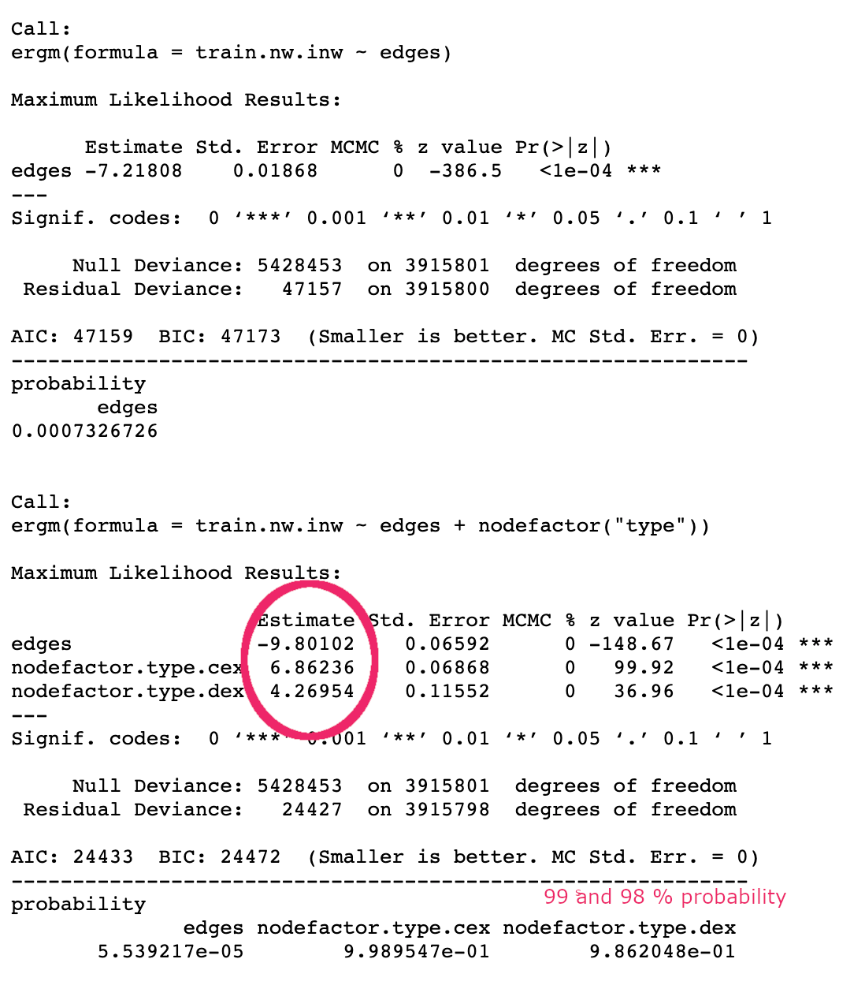 Call:
ergm(formula = train.nw.inw ~ edges)
Maximum Likelihood Results:
Estimate Std. Error MCMC % z value Pr(>|z|)
edges -7.21808 0.01868 0 -386.5 <1e-04 ***
---
Signif. codes: 0 ‘***’ 0.001 ‘**’ 0.01 ‘*’ 0.05 ‘.’ 0.1 ‘ ’ 1
Null Deviance: 5428453 on 3915801 degrees of freedom
Residual Deviance: 47157 on 3915800 degrees of freedom
AIC: 47159 BIC: 47173 (Smaller is better. MC Std. Err. = 0)
------------------------------------------------------------
probability
edges
0.0007326726
Call:
ergm(formula = train.nw.inw ~ edges + nodefactor("type"))
Maximum Likelihood Results:
Estimate Std. Error MCMC % z value Pr(>|z|)
edges -9.80102 0.06592 0 -148.67 <1e-04 ***
nodefactor.type.cex 6.86236 0.06868 0 99.92 <1e-04 ***
nodefactor.type.dex 4.26954 0.11552 0 36.96 <1e-04 ***
---
Signif. codes: 0 ‘***’ 0.001 ‘**’ 0.01 ‘*’ 0.05 ‘.’ 0.1 ‘ ’ 1
Null Deviance: 5428453 on 3915801 degrees of freedom
Residual Deviance: 24427 on 3915798 degrees of freedom
AIC: 24433 BIC: 24472 (Smaller is better. MC Std. Err. = 0)
------------------------------------------------------------
99 and 98 % probability
probability
edges nodefactor.type.cex nodefactor.type.dex
5.539217e-05 9.989547e-01 9.862048e-01